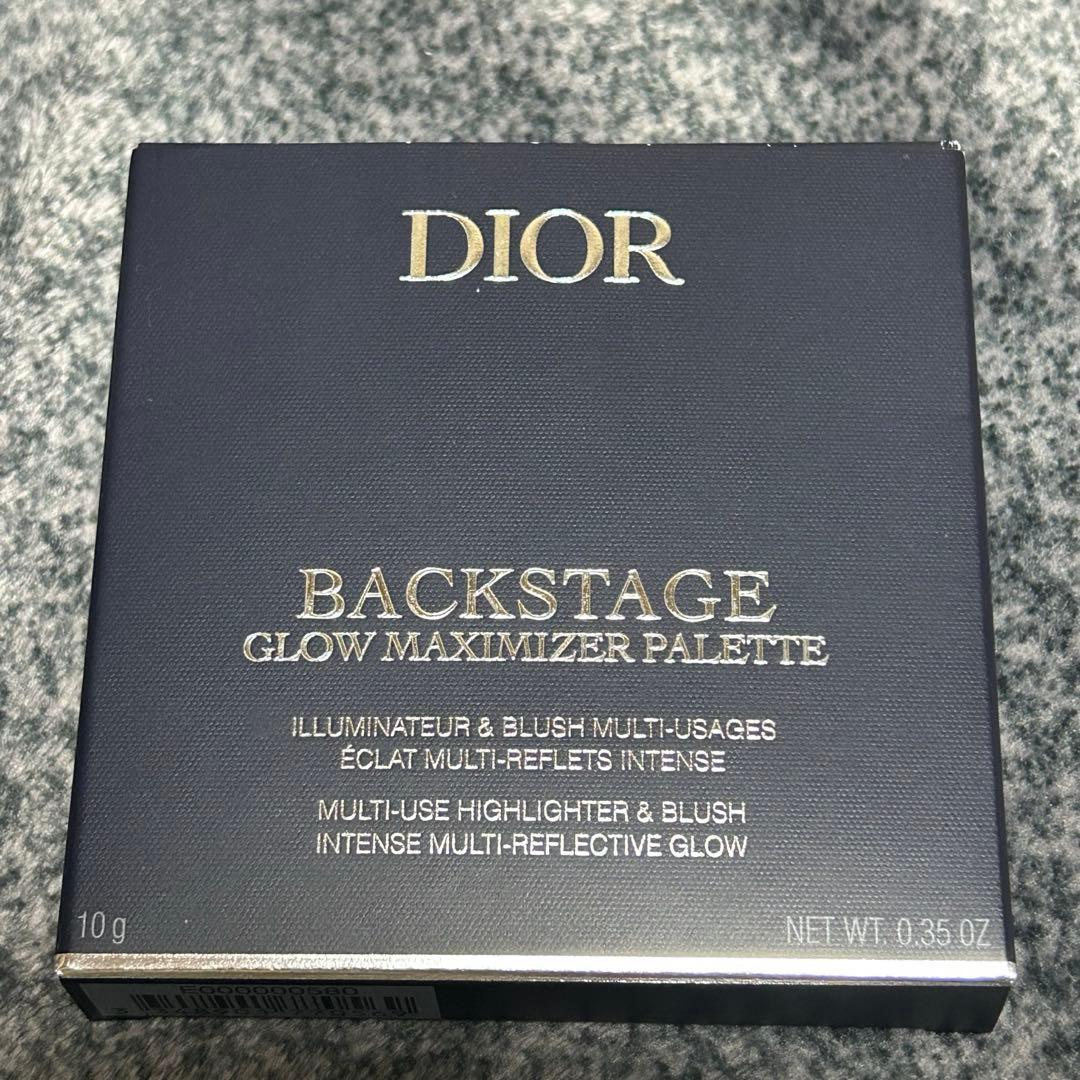 DIOR
BACKSTAGE
GLOW MAXIMIZER PALETTE
ILLUMINATEUR & BLUSH MULTI-USAGES
ÉCLAT MULTI-REFLETS INTENSE
MULTI-USE HIGHLIGHTER & BLUSH
INTENSE MULTI-REFLECTIVE GLOW
10 g
NET WT. 0.35 OZ
F000000580